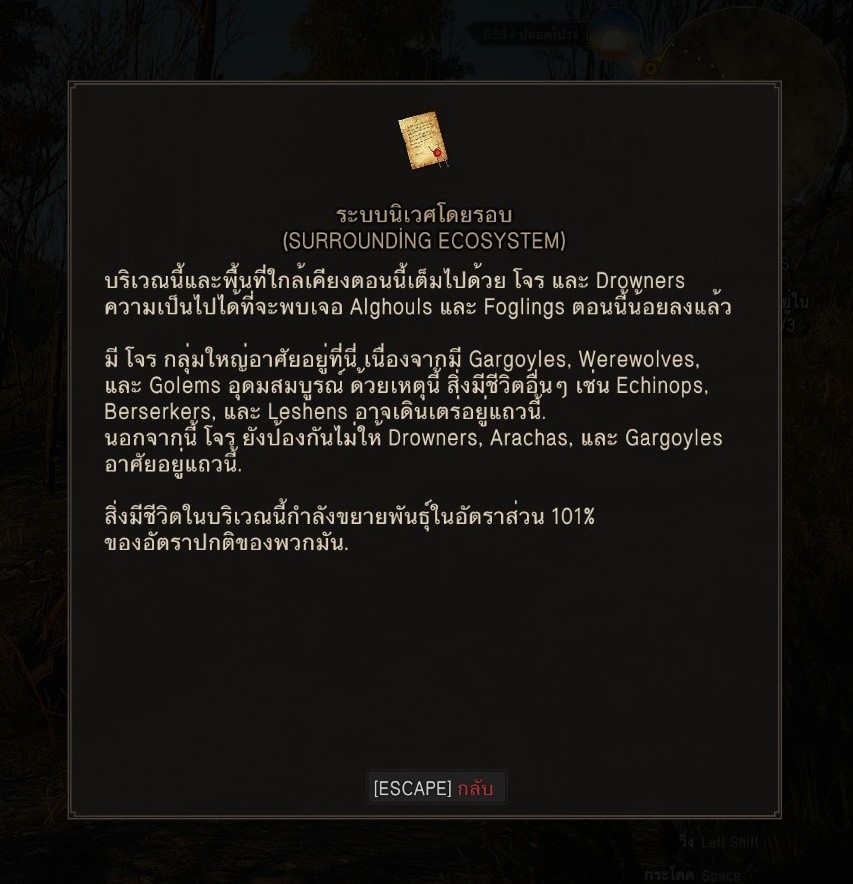 5:59 / ปลอดโปร่ง
ระบบนิเวศโดยรอบ
(SURROUNDİNG ECOSYSTEM)
บริเวณนี้และพื้นที่ใกล้เคียงตอนนี้เต็มไปด้วย โจร และ Drowners
ความเป็นไปได้ที่จะพบเจอ Alghouls และ Foglings ตอนนี้น้อยลงแล้ว
มี โจร กลุ่มใหญ่อาศัยอยู่ที่นี่ เนื่องจากมี Gargoyles, Werewolves,
และ Golems อุดมสมบูรณ์ ด้วยเหตุนี้ สิ่งมีชีวิตอื่นๆ เช่น Echinops,
Berserkers, และ Leshens อาจเดินเตร่อยู่แถวนี้.
นอกจากนี้ โจร ยังป้องกันไม่ให้ Drowners, Arachas, และ Gargoyles
อาศัยอยู่แถวนี้.
สิ่งมีชีวิตในบริเวณนี้กำลังขยายพันธุ์ในอัตราส่วน 101%
ของอัตราปกติของพวกมัน.
[ESCAPE] กลับ
วิ่ง Left Shift
กระโดด Space